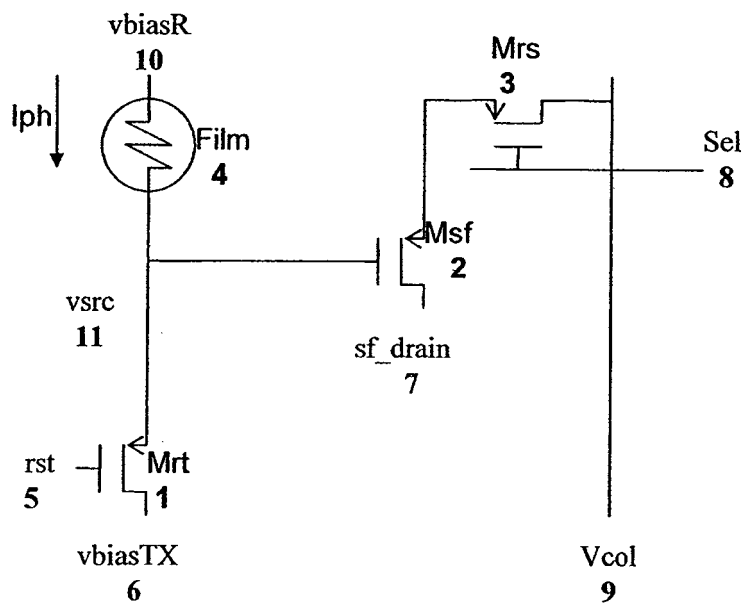 vbiasR
10
Iph
Film
4
Mrs
3
Sel
8
Msf
2
vsrc
11
sf_drain
7
rst
5
Mrt
1
vbiasTX
6
Vcol
9